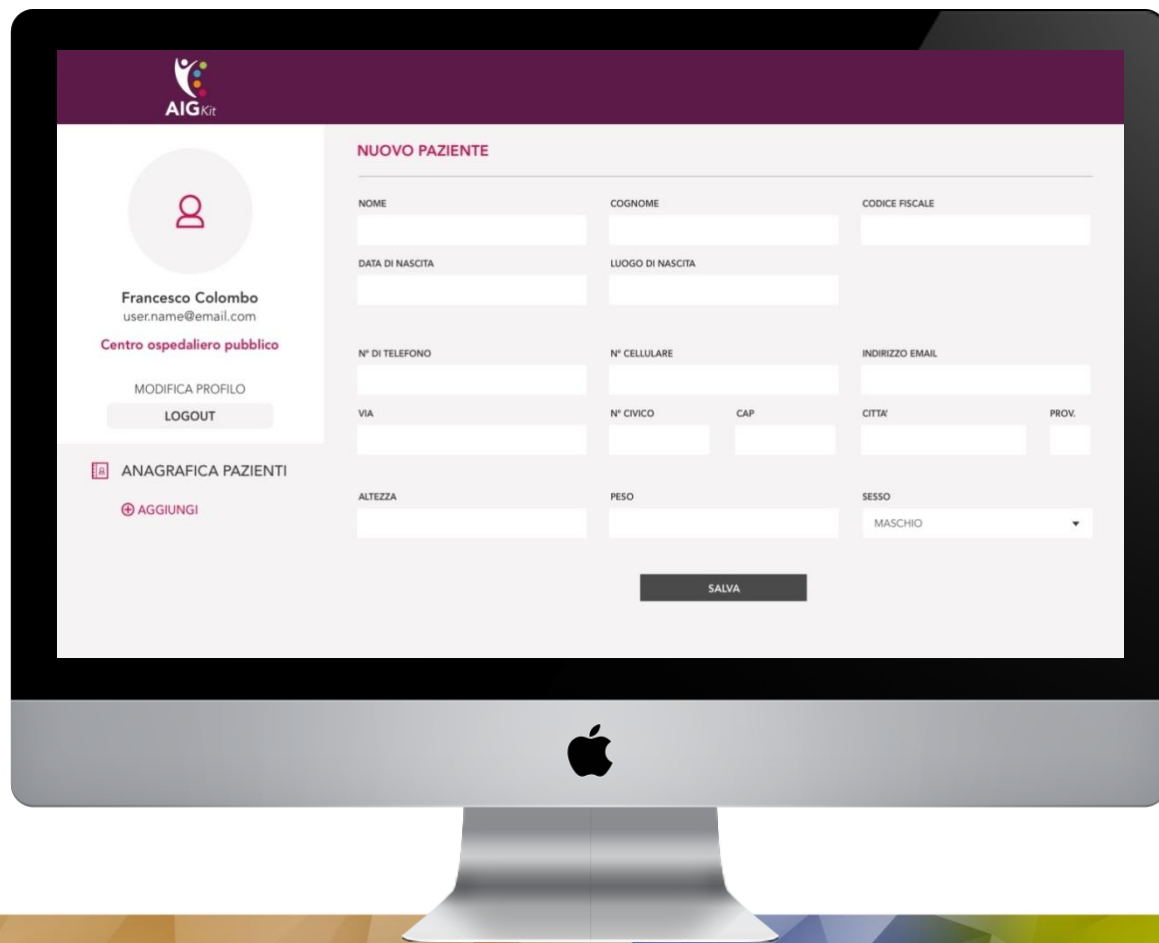 AIGKit
Francesco Colombo
user.name@email.com
Centro ospedaliero pubblico
MODIFICA PROFILO
LOGOUT
ANAGRAFICA PAZIENTI
AGGIUNGI
NUOVO PAZIENTE
NOME COGNOME CODICE FISCALE
DATA DI NASCITA LUOGO DI NASCITA
N° DI TELEFONO N° CELLULARE INDIRIZZO EMAIL
VIA N° CIVICO CAP CITTA' PROV.
ALTEZZA PESO SESSO
MASCHIO
SALVA